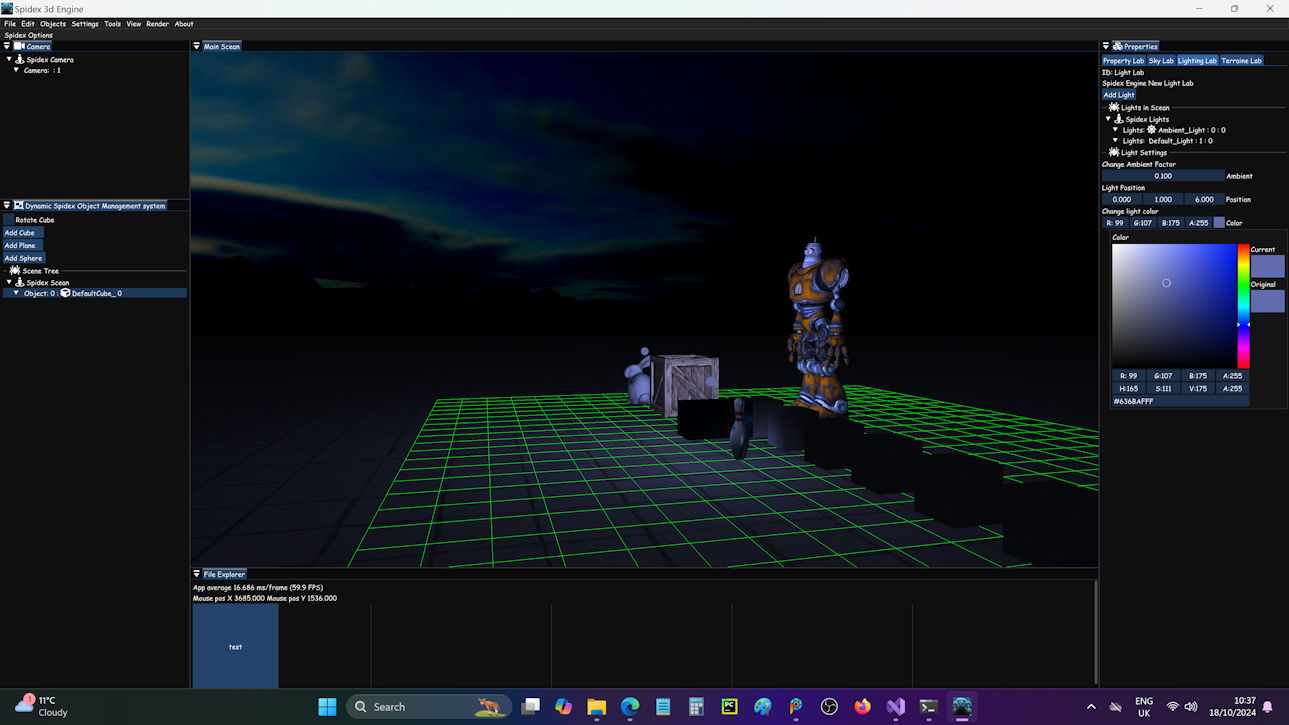 Spidex 3d Engine
File Edit Objects Settings Tools View Render About
Spidex Options
Camera
Spidex Camera
Camera: : 1
Dynamic Spidex Object Management system
Rotate Cube
Add Cube
Add Plane
Add Sphere
Scene Tree
Spidex Scean
Object: 0 : DefaultCube_ 0
Main Scean
File Explorer
App average 16.686 ms/frame (59.9 FPS)
Mouse pos X 3685.000 Mouse pos Y 1536.000
test
Properties
Property Lab Sky Lab Lighting Lab Terraine Lab
ID: Light Lab
Spidex Engine New Light Lab
Add Light
Lights in Scean
Spidex Lights
Lights: Ambient_Light : 0 : 0
Lights: Default_Light : 1 : 0
Light Settings
Change Ambient Factor
0.100 Ambient
Light Position
0.000 1.000 6.000 Position
Change light color
R: 99 G:107 B:175 A:255 Color
Color
Current
Original
R: 99 G:107 B:175 A:255
H:165 S:111 V:175 A:255
#636BAFFF
1
11°C
Cloudy
Search
PC
ENG
UK
10:37
18/10/2024